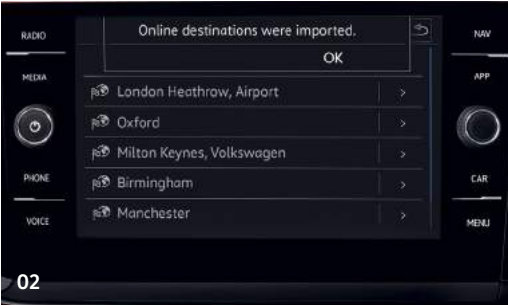 RADIO
Online destinations were imported.
NAV
OK
MEDIA
APP
London Heathrow, Airport
Oxford
Milton Keynes, Volkswagen
PHONE
Birmingham
CAR
Manchester
VOICE
MENU
02